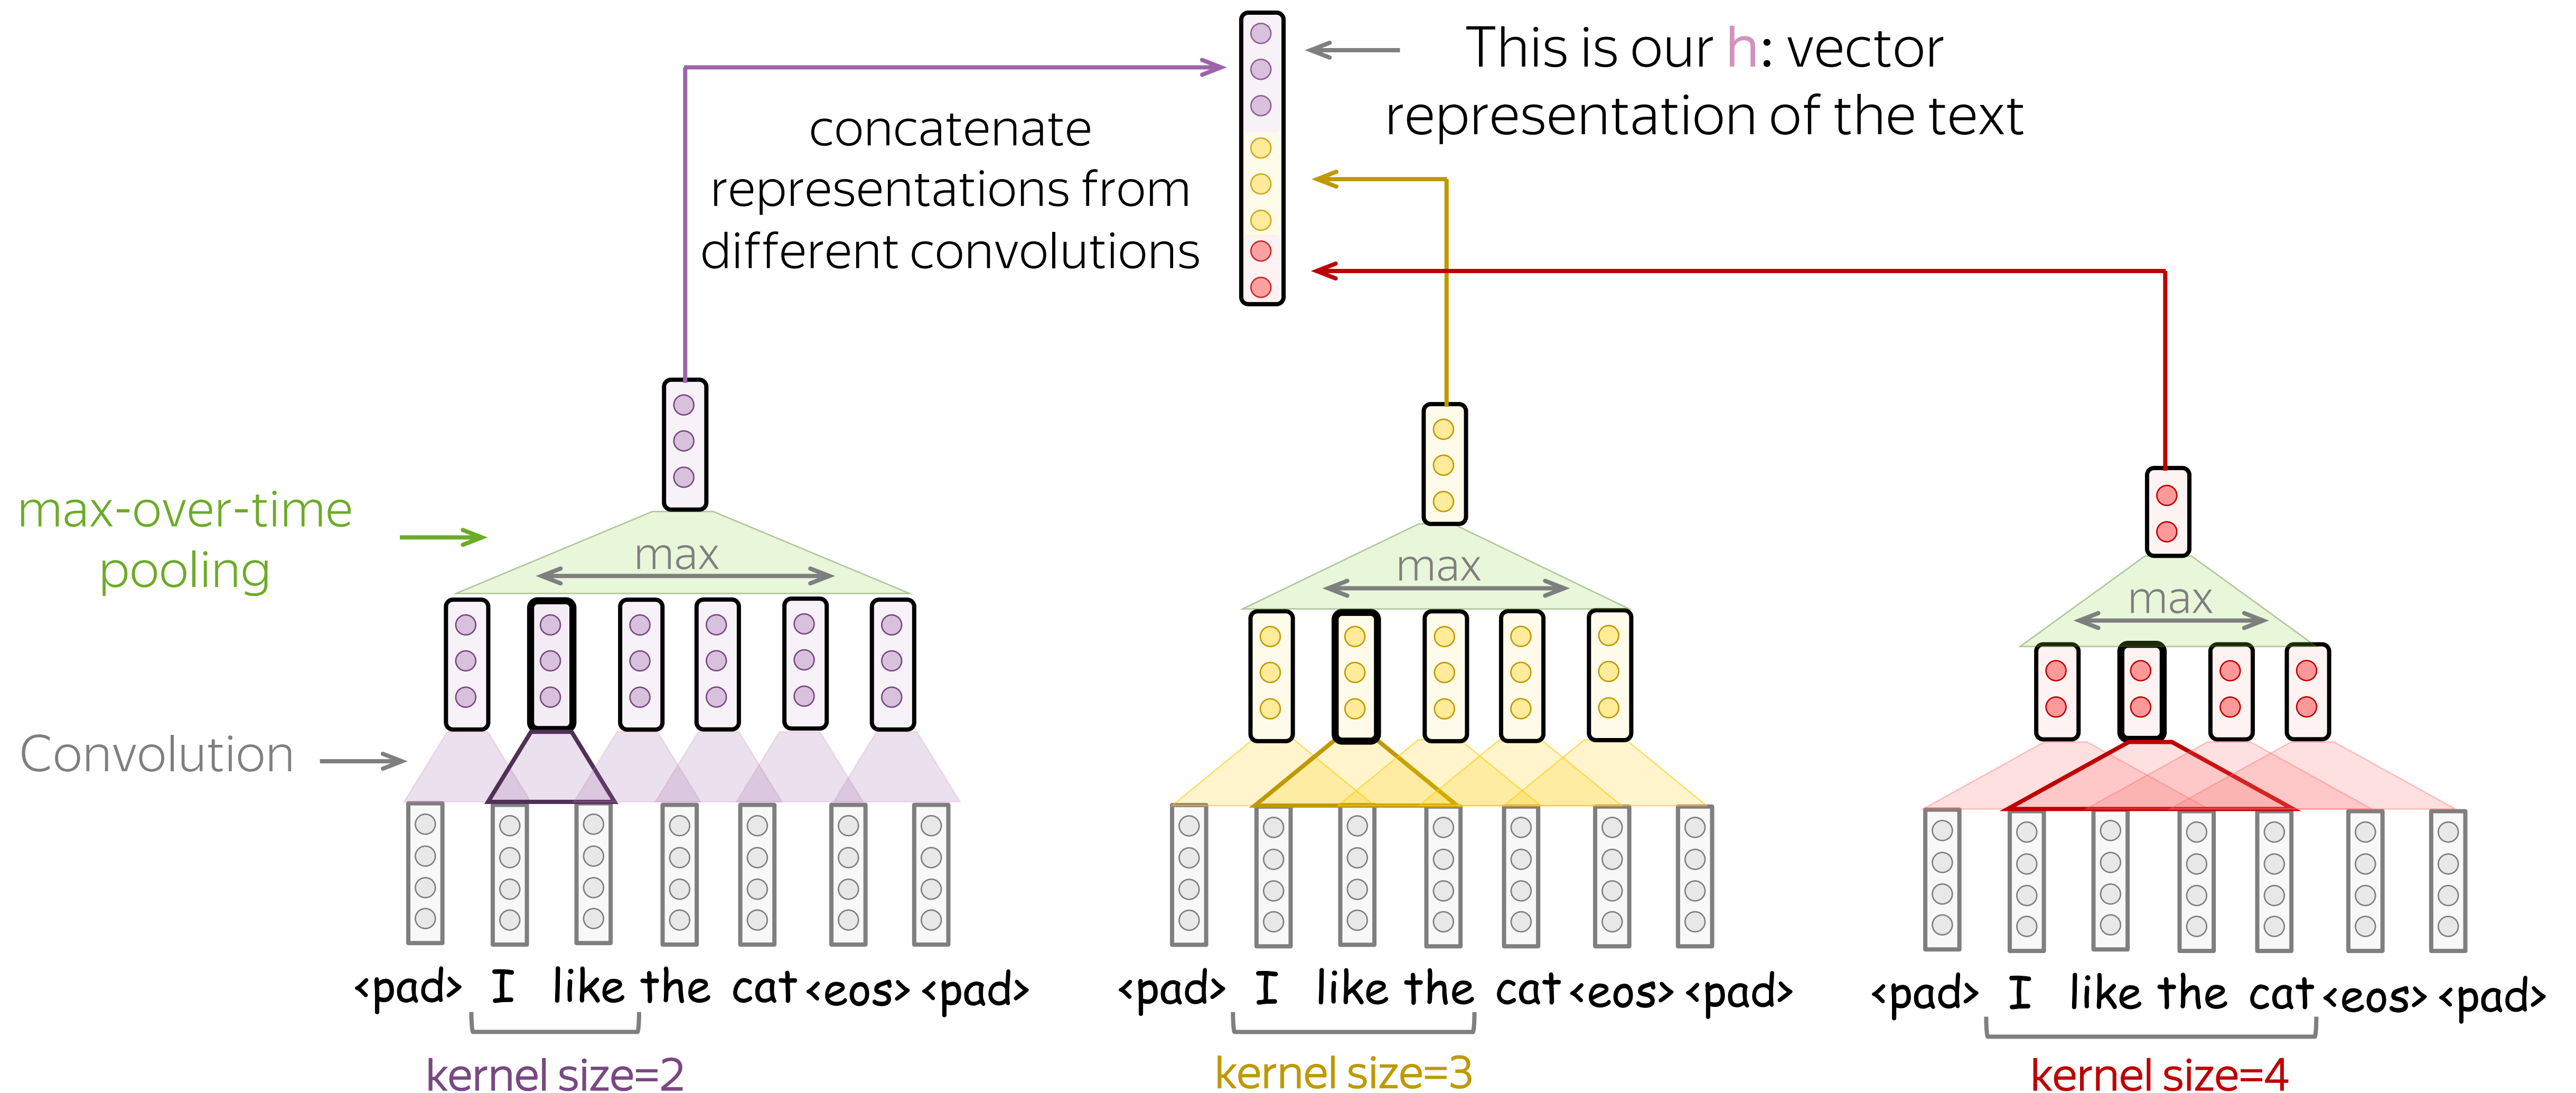 This is our h: vector
representation of the text
concatenate
representations from
different convolutions
max-over-time
pooling
max
max
max
Convolution
<pad> I like the cat <eos> <pad>
<pad> I like the cat <eos> <pad>
<pad> I like the cat <eos> <pad>
kernel size=2
kernel size=3
kernel size=4